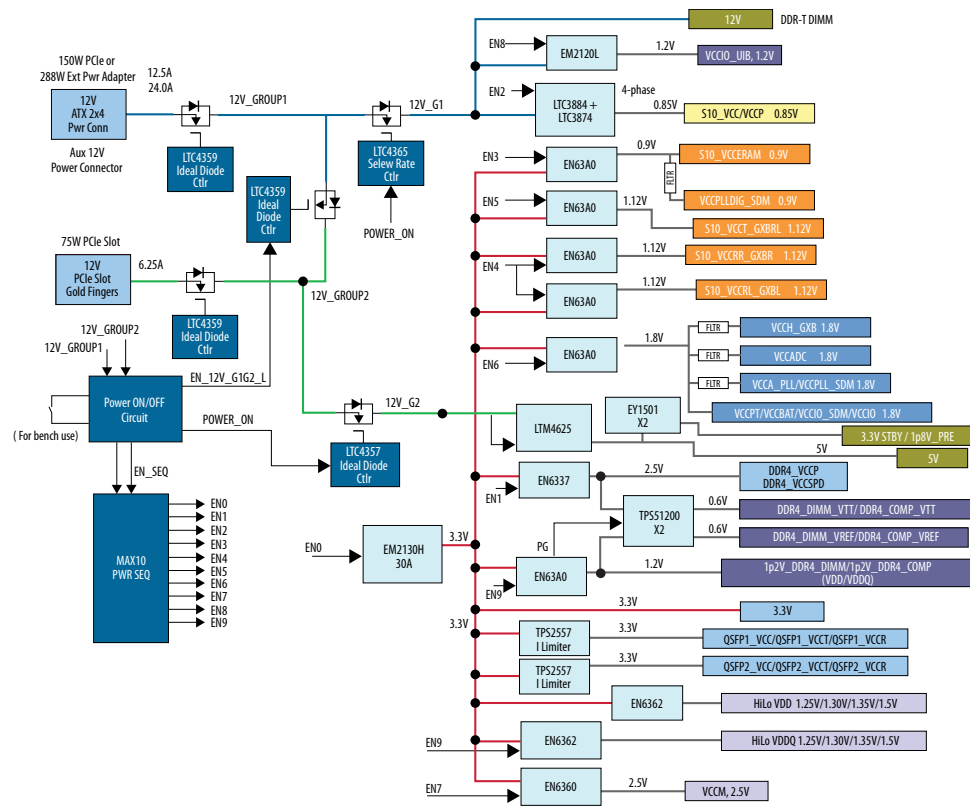 150W PCIe or
288W Ext Pwr Adapter
12V
ATX 2x4
Pwr Conn
Aux 12V
Power Connector
12.5A
24.0A
12V_GROUP1
LTC4359
Ideal Diode
Ctlr
LTC4359
Ideal
Diode
Ctlr
12V_G1
LTC4365
Selew Rate
Ctlr
POWER_ON
75W PCIe Slot
12V
PCIe Slot
Gold Fingers
6.25A
LTC4359
Ideal Diode
Ctlr
12V_GROUP2
12V_GROUP2
12V_GROUP1
EN_12V_G1G2_L
Power ON/OFF
Circuit
( For bench use)
POWER_ON
12V_G2
LTC4357
Ideal Diode
Ctlr
EN_SEQ
MAX10
PWR SEQ
EN0
EN1
EN2
EN3
EN4
EN5
EN6
EN7
EN8
EN9
EN0
EM2130H
30A
3.3V
3.3V
12V
DDR-T DIMM
EN8
EM2120L
1.2V
VCCIO_UIB, 1.2V
EN2
LTC3884 +
LTC3874
4-phase
0.85V
S10_VCC/VCCP 0.85V
EN3
EN63A0
0.9V
S10_VCCERAM 0.9V
FLTR
VCCPLLDIG_SDM 0.9V
EN5
EN63A0
1.12V
S10_VCCT_GXBRL 1.12V
EN4
EN63A0
1.12V
S10_VCCRR_GXBR 1.12V
EN63A0
1.12V
S10_VCCRL_GXBL 1.12V
EN6
EN63A0
1.8V
FLTR
VCCH_GXB 1.8V
FLTR
VCCADC 1.8V
FLTR
VCCA_PLL/VCCPLL_SDM 1.8V
VCCPT/VCCBAT/VCCIO_SDM/VCCIO 1.8V
LTM4625
EY1501
X2
3.3V STBY / 1p8V_PRE
5V
5V
EN1
EN6337
2.5V
DDR4_VCCP
DDR4_VCCSPD
TPS51200
X2
0.6V
DDR4_DIMM_VTT/ DDR4_COMP_VTT
0.6V
DDR4_DIMM_VREF/DDR4_COMP_VREF
PG
EN9
EN63A0
1.2V
1p2V_DDR4_DIMM/1p2V_DDR4_COMP
(VDD/VDDQ)
3.3V
3.3V
TPS2557
I Limiter
3.3V
QSFP1_VCC/QSFP1_VCCT/QSFP1_VCCR
TPS2557
I Limiter
3.3V
QSFP2_VCC/QSFP2_VCCT/QSFP2_VCCR
EN6362
HiLo VDD 1.25V/1.30V/1.35V/1.5V
EN9
EN6362
HiLo VDDQ 1.25V/1.30V/1.35V/1.5V
EN7
EN6360
2.5V
VCCM, 2.5V